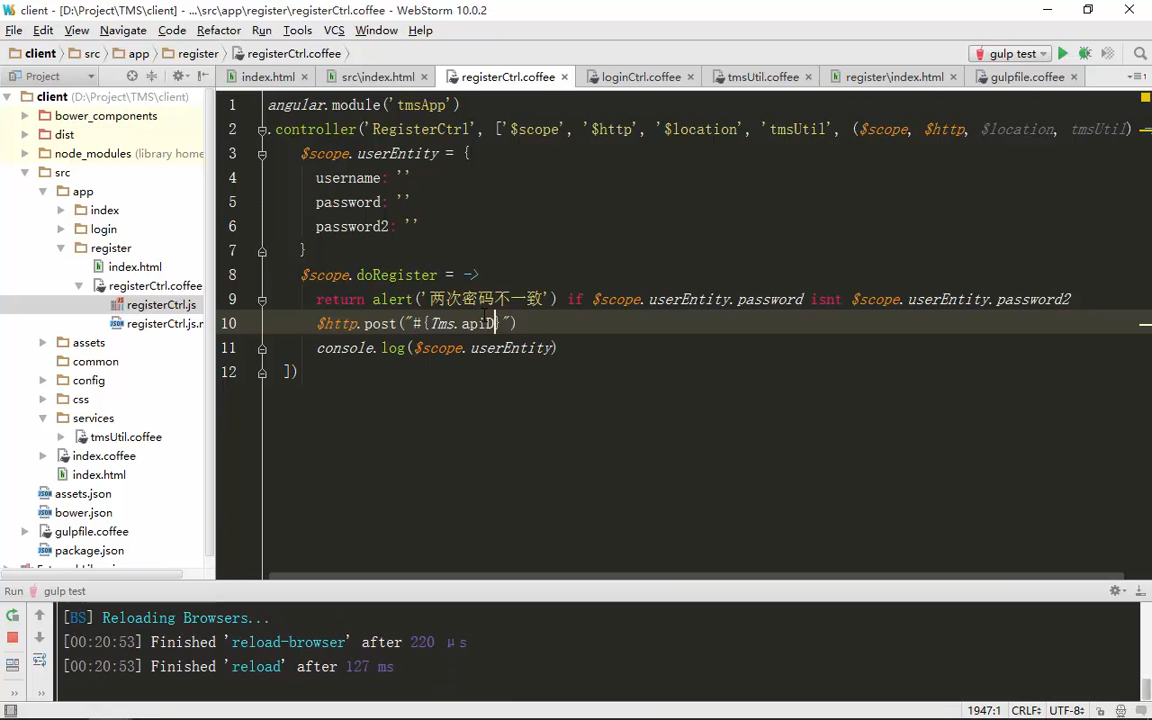 client - [D:\Project\TMS\client] - ...\src\app\register\registerCtrl.coffee - WebStorm 10.0.2
File Edit View Navigate Code Refactor Run Tools VCS Window Help
client src app register registerCtrl.coffee gulp test
Project index.html src\index.html registerCtrl.coffee loginCtrl.coffee tmsUtil.coffee register\index.html gulpfile.coffee
client (D:\Project\TMS\client)
bower_components
dist
node_modules (library home
src
app
index
login
register
index.html
registerCtrl.coffee
registerCtrl.js
registerCtrl.js.r
assets
common
config
css
services
tmsUtil.coffee
index.coffee
index.html
assets.json
bower.json
gulpfile.coffee
package.json
1 angular.module('tmsApp')
2 .controller('RegisterCtrl', ['$scope', '$http', '$location', 'tmsUtil', ($scope, $http, $location, tmsUtil)
3 $scope.userEntity = {
4 username: ''
5 password: ''
6 password2: ''
7 }
8 $scope.doRegister = ->
9 return alert('两次密码不一致') if $scope.userEntity.password isnt $scope.userEntity.password2
10 $http.post("#{Tms.apiD}")
11 console.log($scope.userEntity)
12 ])
Run gulp test
[BS] Reloading Browsers...
[00:20:53] Finished 'reload-browser' after 220 μs
[00:20:53] Finished 'reload' after 127 ms
1947:1 CRLF÷ UTF-8÷